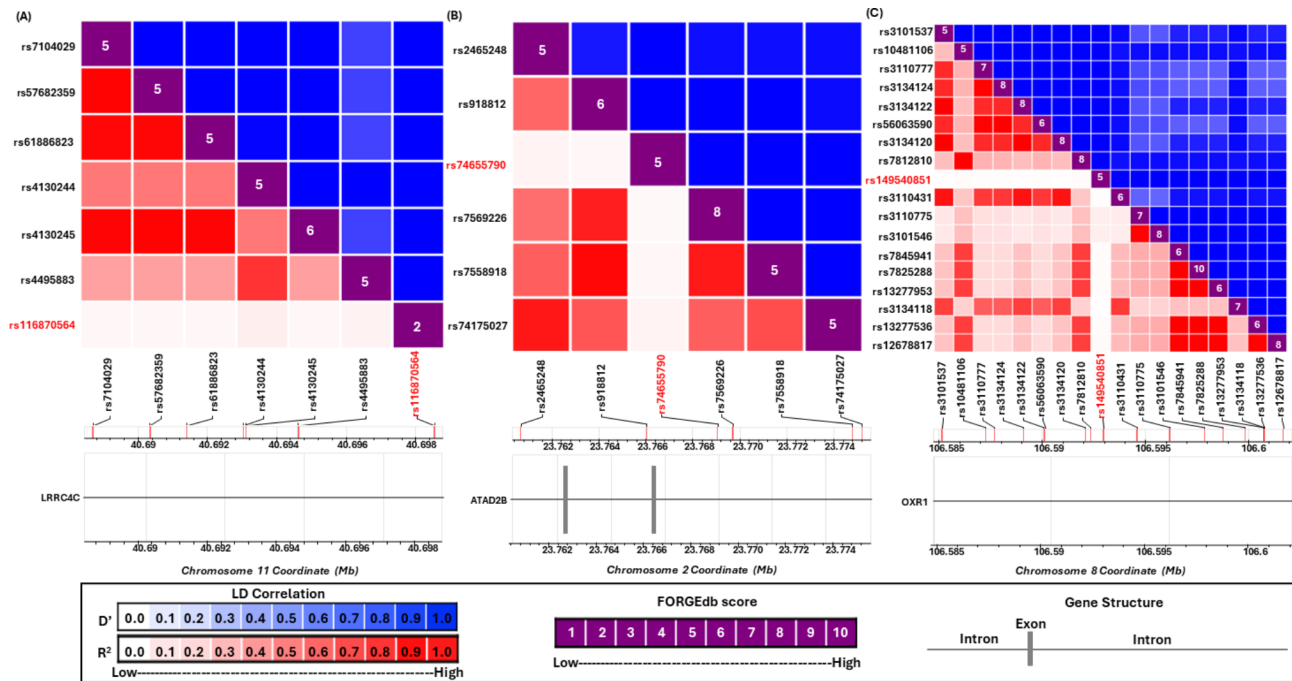 (A)
rs7104029
rs57682359
rs61886823
rs4130244
rs4130245
rs4495883
rs116870564
5
5
5
5
6
5
2
rs7104029
rs57682359
rs61886823
rs4130244
rs4130245
rs4495883
rs116870564
40.69 40.692 40.694 40.696 40.698
LRRC4C
40.69 40.692 40.694 40.696 40.698
Chromosome 11 Coordinate (Mb)
(B)
rs2465248
rs918812
rs74655790
rs7569226
rs7558918
rs74175027
5
6
5
8
5
5
rs2465248
rs918812
rs74655790
rs7569226
rs7558918
rs74175027
23.762 23.764 23.766 23.768 23.770 23.772 23.774
ATAD2B
23.762 23.764 23.766 23.768 23.770 23.772 23.774
Chromosome 2 Coordinate (Mb)
(C)
rs3101537
rs10481106
rs3110777
rs3134124
rs3134122
rs56063590
rs3134120
rs7812810
rs149540851
rs3110431
rs3110775
rs3101546
rs7845941
rs7825288
rs13277953
rs3134118
rs13277536
rs12678817
5
5
7
8
8
6
8
8
5
6
7
8
6
10
6
7
6
8
rs3101537
rs10481106
rs3110777
rs3134124
rs3134122
rs56063590
rs3134120
rs7812810
rs149540851
rs3110431
rs3110775
rs3101546
rs7845941
rs7825288
rs13277953
rs3134118
rs13277536
rs12678817
106.585 106.59 106.595 106.6
OXR1
106.585 106.59 106.595 106.6
Chromosome 8 Coordinate (Mb)
LD Correlation
D’ 0.0 0.1 0.2 0.3 0.4 0.5 0.6 0.7 0.8 0.9 1.0
R² 0.0 0.1 0.2 0.3 0.4 0.5 0.6 0.7 0.8 0.9 1.0
Low------------------------------------------High
FORGEdb score
1 2 3 4 5 6 7 8 9 10
Low------------------------------High
Gene Structure
Exon
Intron Intron